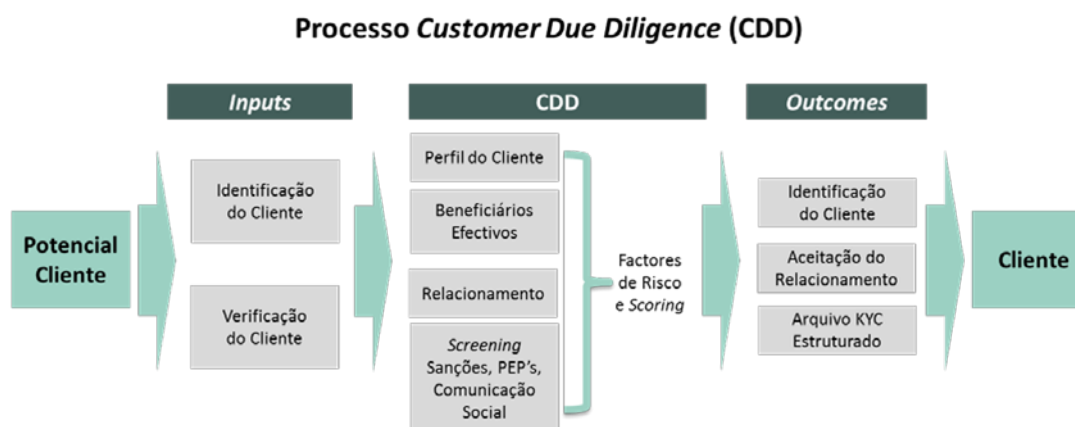 Processo Customer Due Diligence (CDD)
Inputs
CDD
Outcomes
Potencial
Cliente
Identificação
do Cliente
Verificação
do Cliente
Perfil do Cliente
Beneficiários
Efectivos
Relacionamento
Screening
Sanções, PEP's,
Comunicação
Social
Factores
de Risco
e Scoring
Identificação
do Cliente
Aceitação do
Relacionamento
Arquivo KYC
Estruturado
Cliente